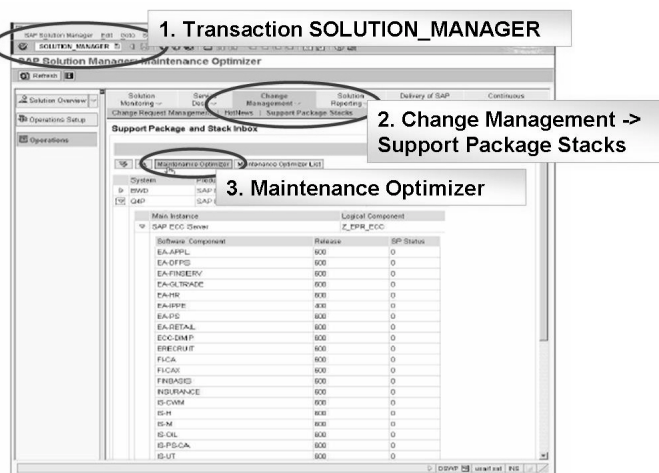 1. Transaction SOLUTION_MANAGER
SAP Solution Manager Edit Goto
SOLUTION_MANAGER
SAP Solution Manager: Maintenance Optimizer
Refresh
Solution Overview
Operations Setup
Operations
Solution Monitoring
Service Desk
Change Management
Solution Reporting
Delivery of SAP
Continuous
Change Request Management | HotNews | Support Package Stacks
2. Change Management ->
Support Package Stacks
Support Package and Stack Inbox
Maintenance Optimizer
Maintenance Optimizer List
3. Maintenance Optimizer
System
BWD SAP
Q4P SAP
Main Instance Logical Component
SAP ECC Server Z_EPR_ECC
Software Component Release SP Status
EA-APPL 600 0
EA-DFPS 600 0
EA-FINSERV 600 0
EA-GLTRADE 600 0
EA-HR 600 0
EA-IPPE 400 0
EA-PS 600 0
EA-RETAIL 600 0
ECC-DIMP 600 0
ERECRUIT 600 0
FI-CA 600 0
FI-CAX 600 0
FINBASIS 600 0
INSURANCE 600 0
IS-CWM 600 0
IS-H 600 0
IS-M 600 0
IS-OIL 600 0
IS-PS-CA 600 0
IS-UT 600 0
INS